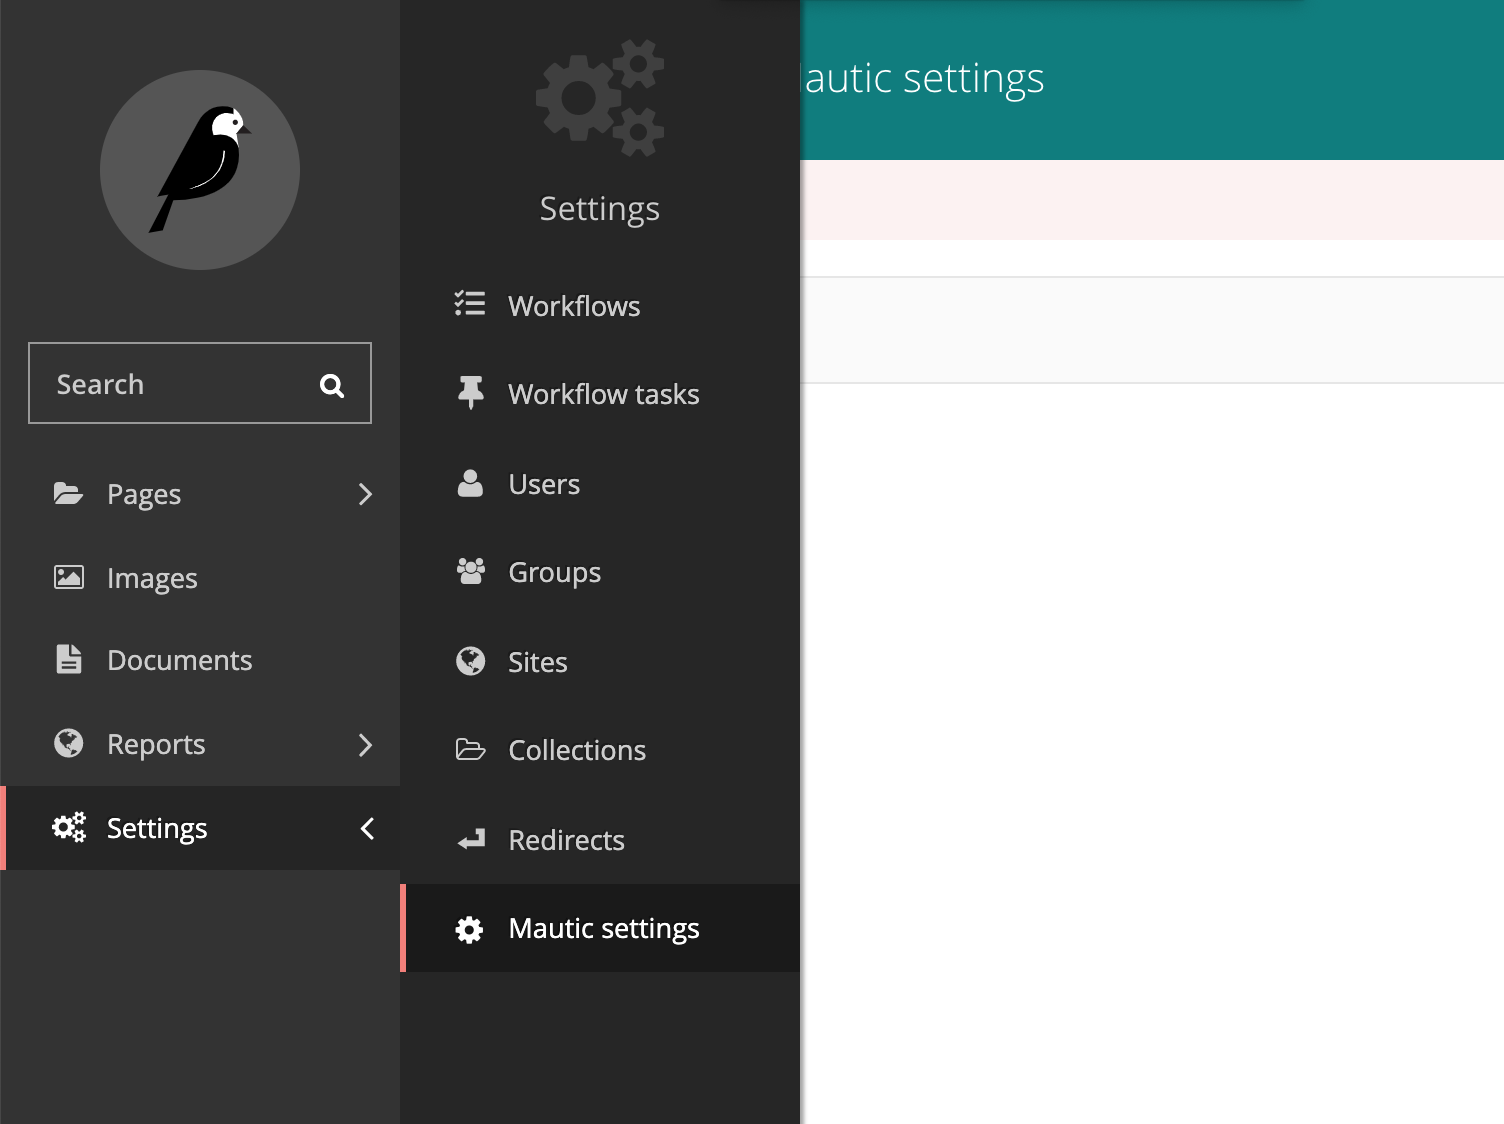 Search
Pages
Images
Documents
Reports
Settings
Settings
Workflows
Workflow tasks
Users
Groups
Sites
Collections
Redirects
Mautic settings
autic settings